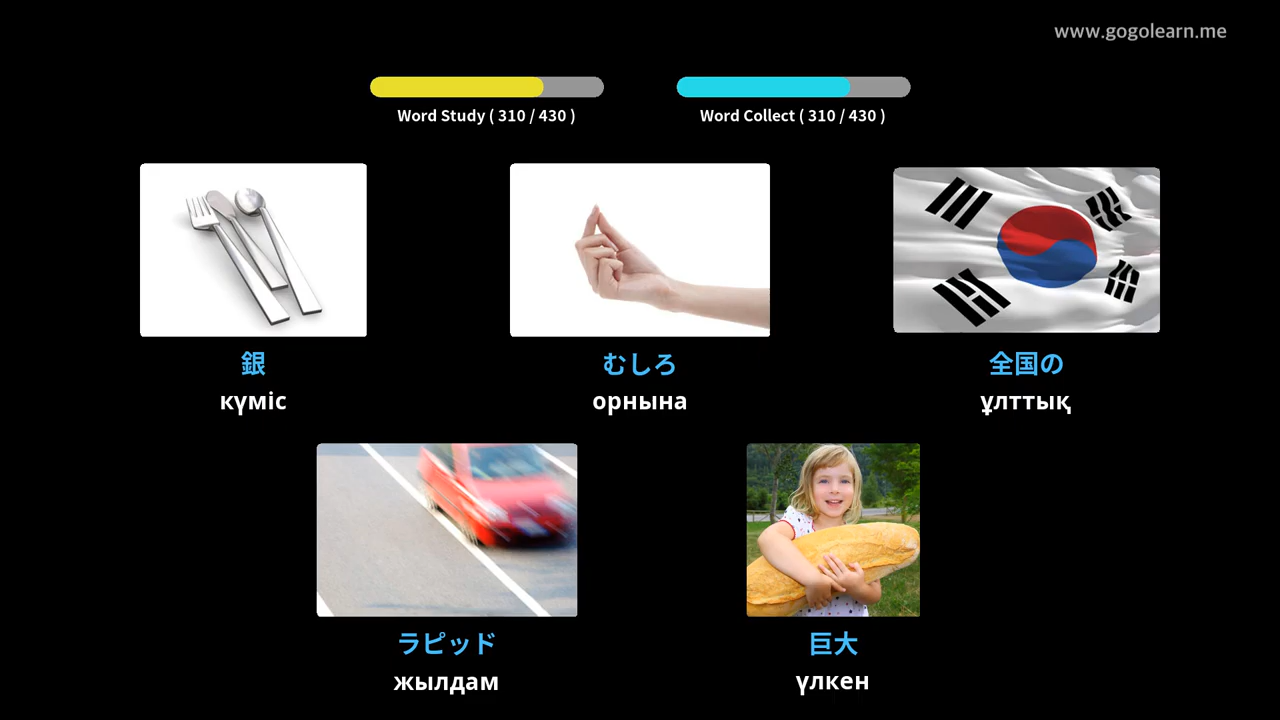 www.gogolearn.me
Word Study ( 310 / 430 )
Word Collect ( 310 / 430 )
銀
күміс
むしろ
орнына
全国の
ұлттық
ラピッド
жылдам
巨大
үлкен